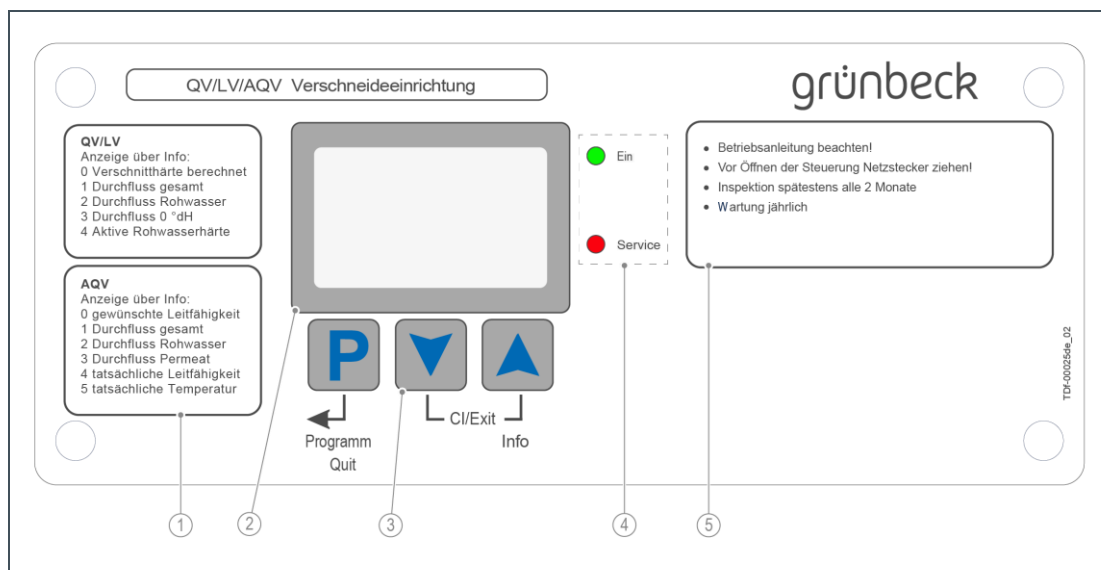 QV/LV/AQV Verschneideeinrichtung
grünbeck
QV/LV
Anzeige über Info:
0 Verschnitthärte berechnet
1 Durchfluss gesamt
2 Durchfluss Rohwasser
3 Durchfluss 0 °dH
4 Aktive Rohwasserhärte
AQV
Anzeige über Info:
0 gewünschte Leitfähigkeit
1 Durchfluss gesamt
2 Durchfluss Rohwasser
3 Durchfluss Permeat
4 tatsächliche Leitfähigkeit
5 tatsächliche Temperatur
P
Programm
Quit
CI/Exit
Info
Ein
Service
• Betriebsanleitung beachten!
• Vor Öffnen der Steuerung Netzstecker ziehen!
• Inspektion spätestens alle 2 Monate
• Wartung jährlich
TDf-00025de_02
1
2
3
4
5